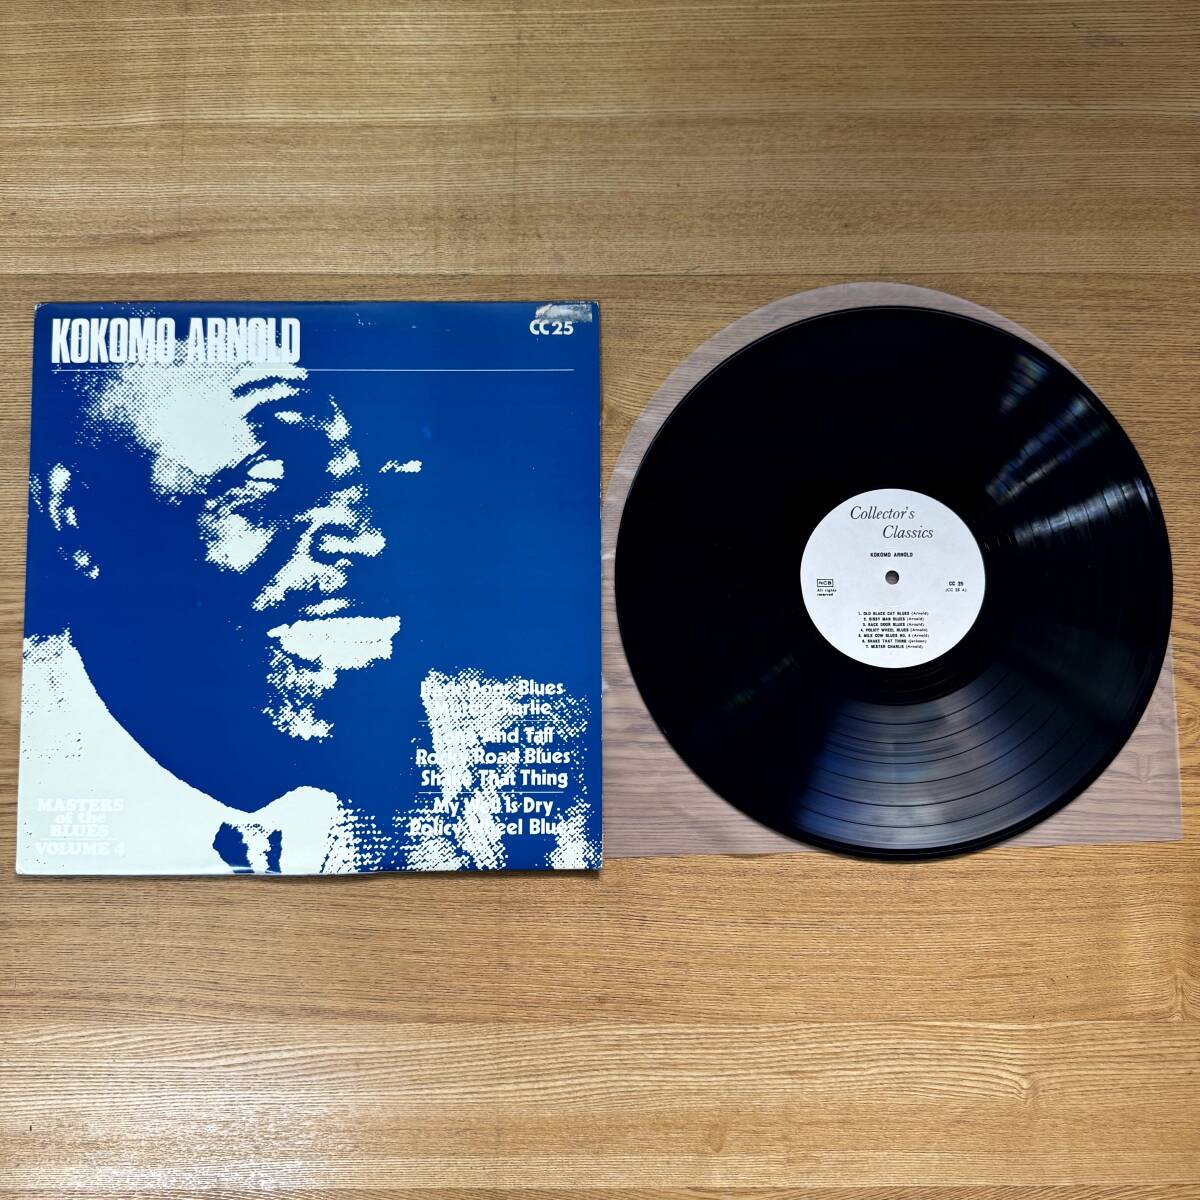 KOKOMO ARNOLD
CC 25
Back Door Blues
Mister Charlie
Long And Tall
Rocky Road Blues
Shake That Thing
My Well Is Dry
Policy Wheel Blues
MASTERS
of the
BLUES
VOLUME 4
Collector's
Classics
KOKOMO ARNOLD
NCB
All rights
reserved
CC 25
(CC 25 A)
1. OLD BLACK CAT BLUES (Arnold)
2. SISSY MAN BLUES (Arnold)
3. BACK DOOR BLUES (Arnold)
4. POLICY WHEEL BLUES (Arnold)
5. MILK COW BLUES NO. 4 (Arnold)
6. SHAKE THAT THING (Jackson)
7. MISTER CHARLIE (Arnold)